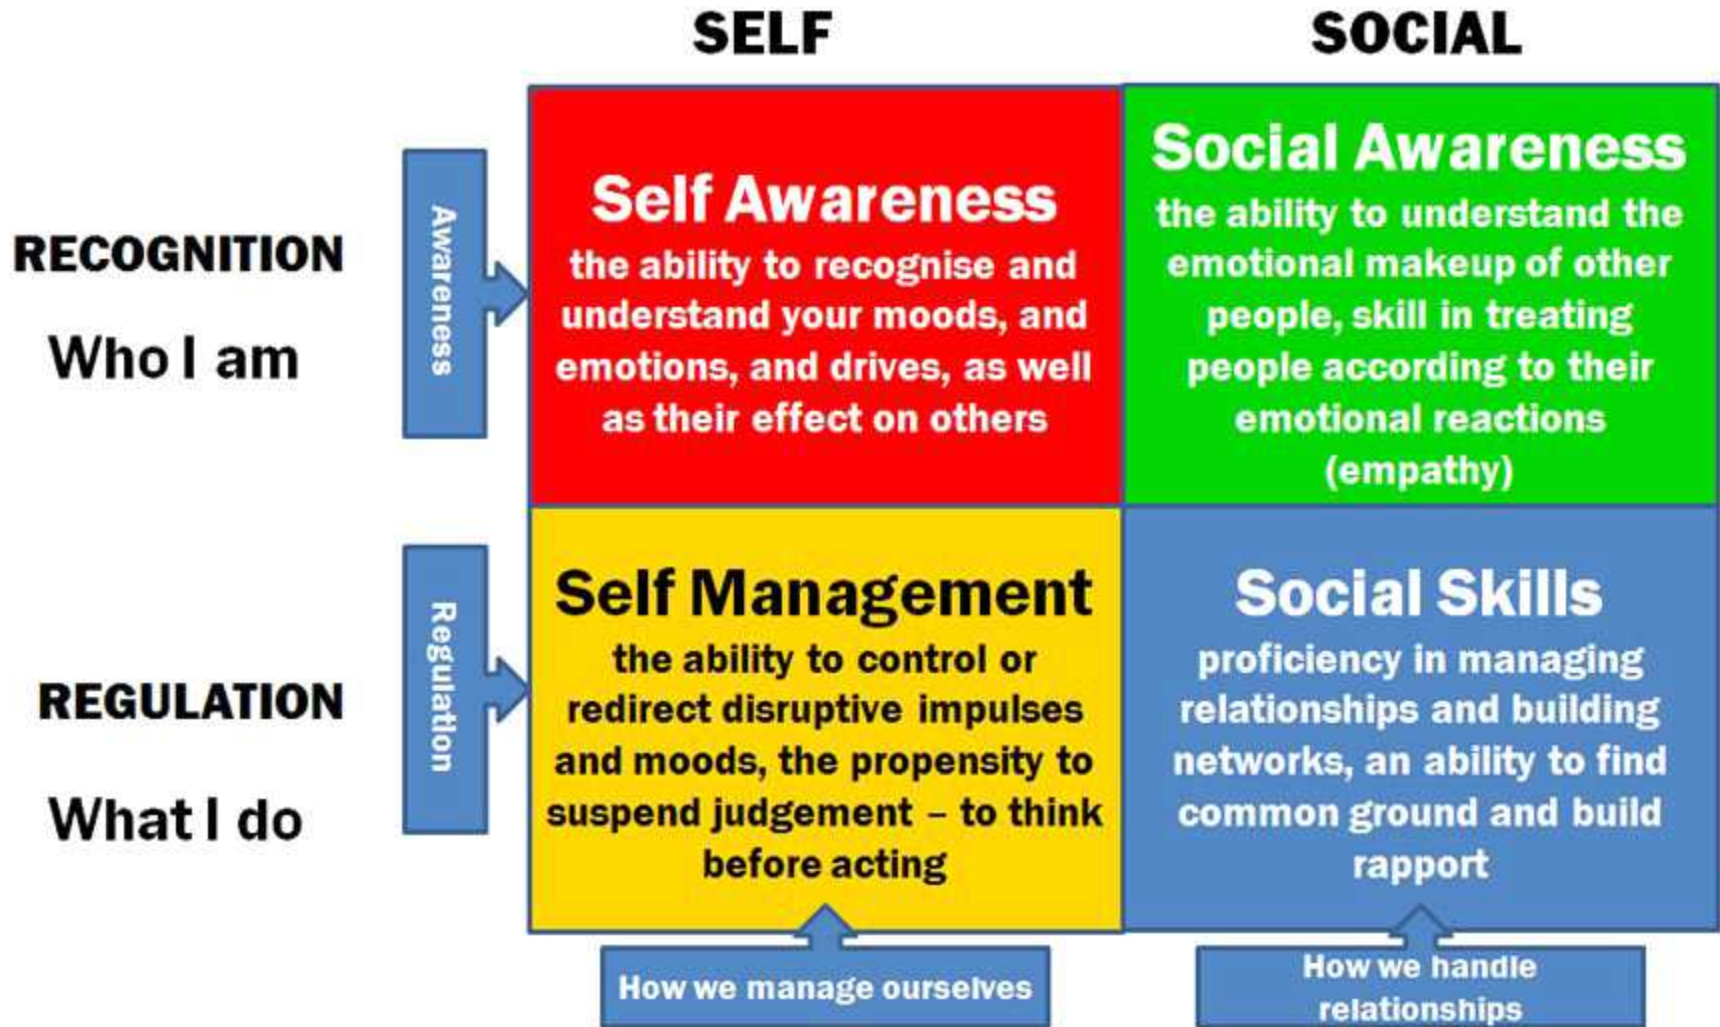 SELF
SOCIAL
RECOGNITION
Who I am
Awareness
Self Awareness
the ability to recognise and
understand your moods, and
emotions, and drives, as well
as their effect on others
Social Awareness
the ability to understand the
emotional makeup of other
people, skill in treating
people according to their
emotional reactions
(empathy)
REGULATION
What I do
Regulation
Self Management
the ability to control or
redirect disruptive impulses
and moods, the propensity to
suspend judgement – to think
before acting
Social Skills
proficiency in managing
relationships and building
networks, an ability to find
common ground and build
rapport
How we manage ourselves
How we handle
relationships